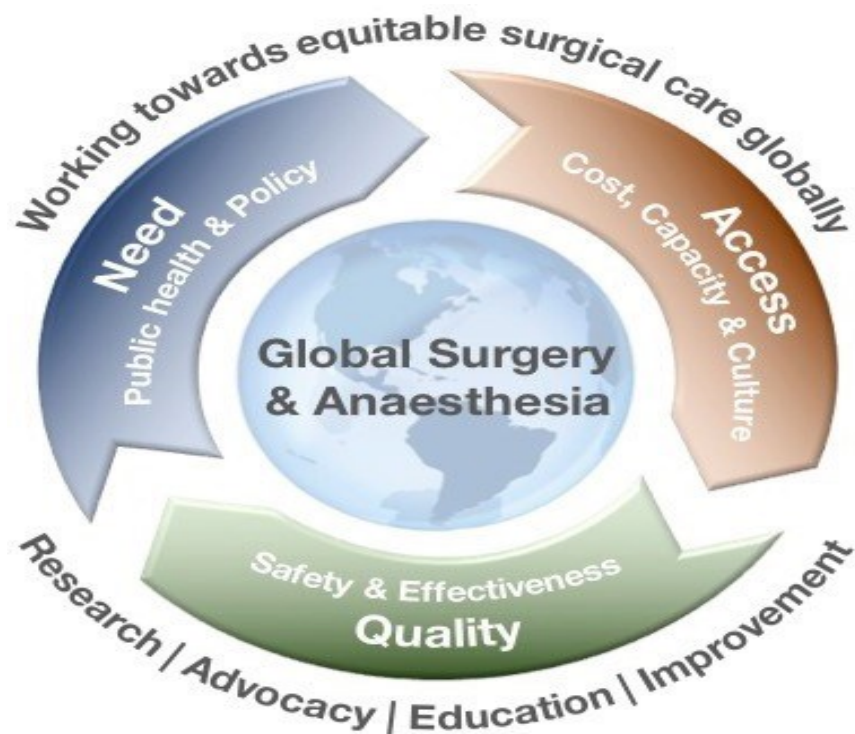 Working towards equitable surgical care globally
Need
Public health & Policy
Access
Cost, Capacity & Culture
Global Surgery
& Anaesthesia
Safety & Effectiveness
Quality
Research | Advocacy | Education | Improvement